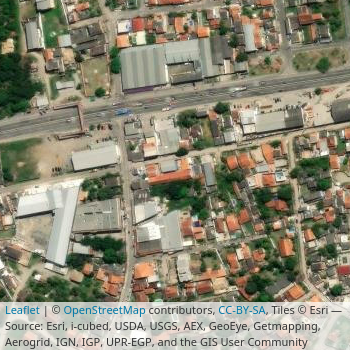 Leaflet | © OpenStreetMap contributors, CC-BY-SA, Tiles © Esri —
Source: Esri, i-cubed, USDA, USGS, AEX, GeoEye, Getmapping,
Aerogrid, IGN, IGP, UPR-EGP, and the GIS User Community